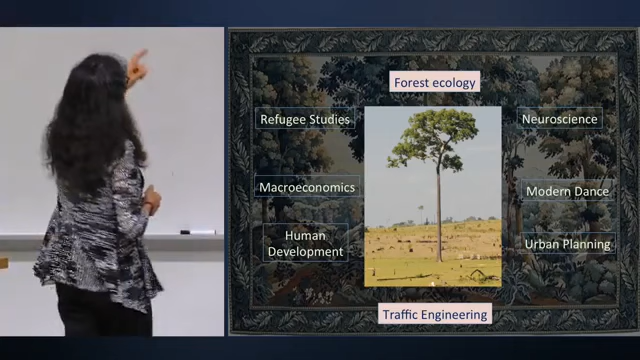 Forest ecology
Refugee Studies
Neuroscience
Macroeconomics
Modern Dance
Human
Development
Urban Planning
Traffic Engineering